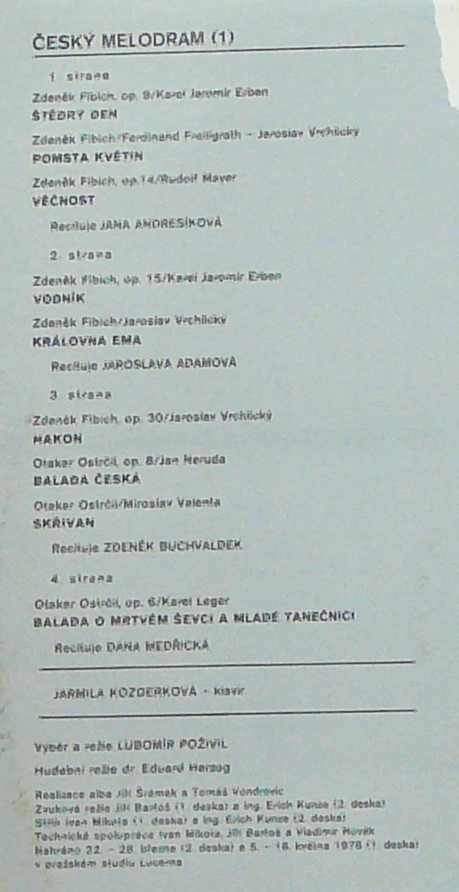 ČESKÝ MELODRAM (1)
1. strana
Zdeněk Fibich, op. 9/Karel Jaromír Erben
ŠTĚDRÝ DEN
Zdeněk Fibich/Ferdinand Freiligrath - Jaroslav Vrchlický
POMSTA KVĚTIN
Zdeněk Fibich, op. 14/Rudolf Mayer
VĚČNOST
Recituje JANA ANDRESÍKOVÁ
2. strana
Zdeněk Fibich, op. 15/Karel Jaromír Erben
VODNÍK
Zdeněk Fibich/Jaroslav Vrchlický
KRÁLOVNA EMA
Recituje JAROSLAVA ADAMOVÁ
3. strana
Zdeněk Fibich, op. 30/Jaroslav Vrchlický
HAKON
Otakar Ostrčil, op. 8/Jan Neruda
BALADA ČESKÁ
Otakar Ostrčil/Miroslav Valenta
SKŘIVAN
Recituje ZDENĚK BUCHVALDEK
4. strana
Otakar Ostrčil, op. 6/Karel Leger
BALADA O MRTVÉM ŠEVCI A MLADÉ TANEČNICI
Recituje DANA MEDŘICKÁ
JARMILA KOZDERKOVÁ - klavír
Výběr a režie LUBOMÍR POŽIVIL
Hudební režie dr. Eduard Herzog
Realizace alba Jiří Šrámek a Tomáš Vondrovic
Zvuková režie Jiří Bartoš (1. deska) a ing. Erich Kunze (2. deska)
Střih Ivan Mikota (1. deska) a ing. Erich Kunze (2. deska)
Technická spolupráce Ivan Mikota, Jiří Bartoš a Vladimír Novák
Nahráno 22. - 28. března (2. deska) a 5. - 16. května 1976 (1. deska)
v pražském studiu Lucerna